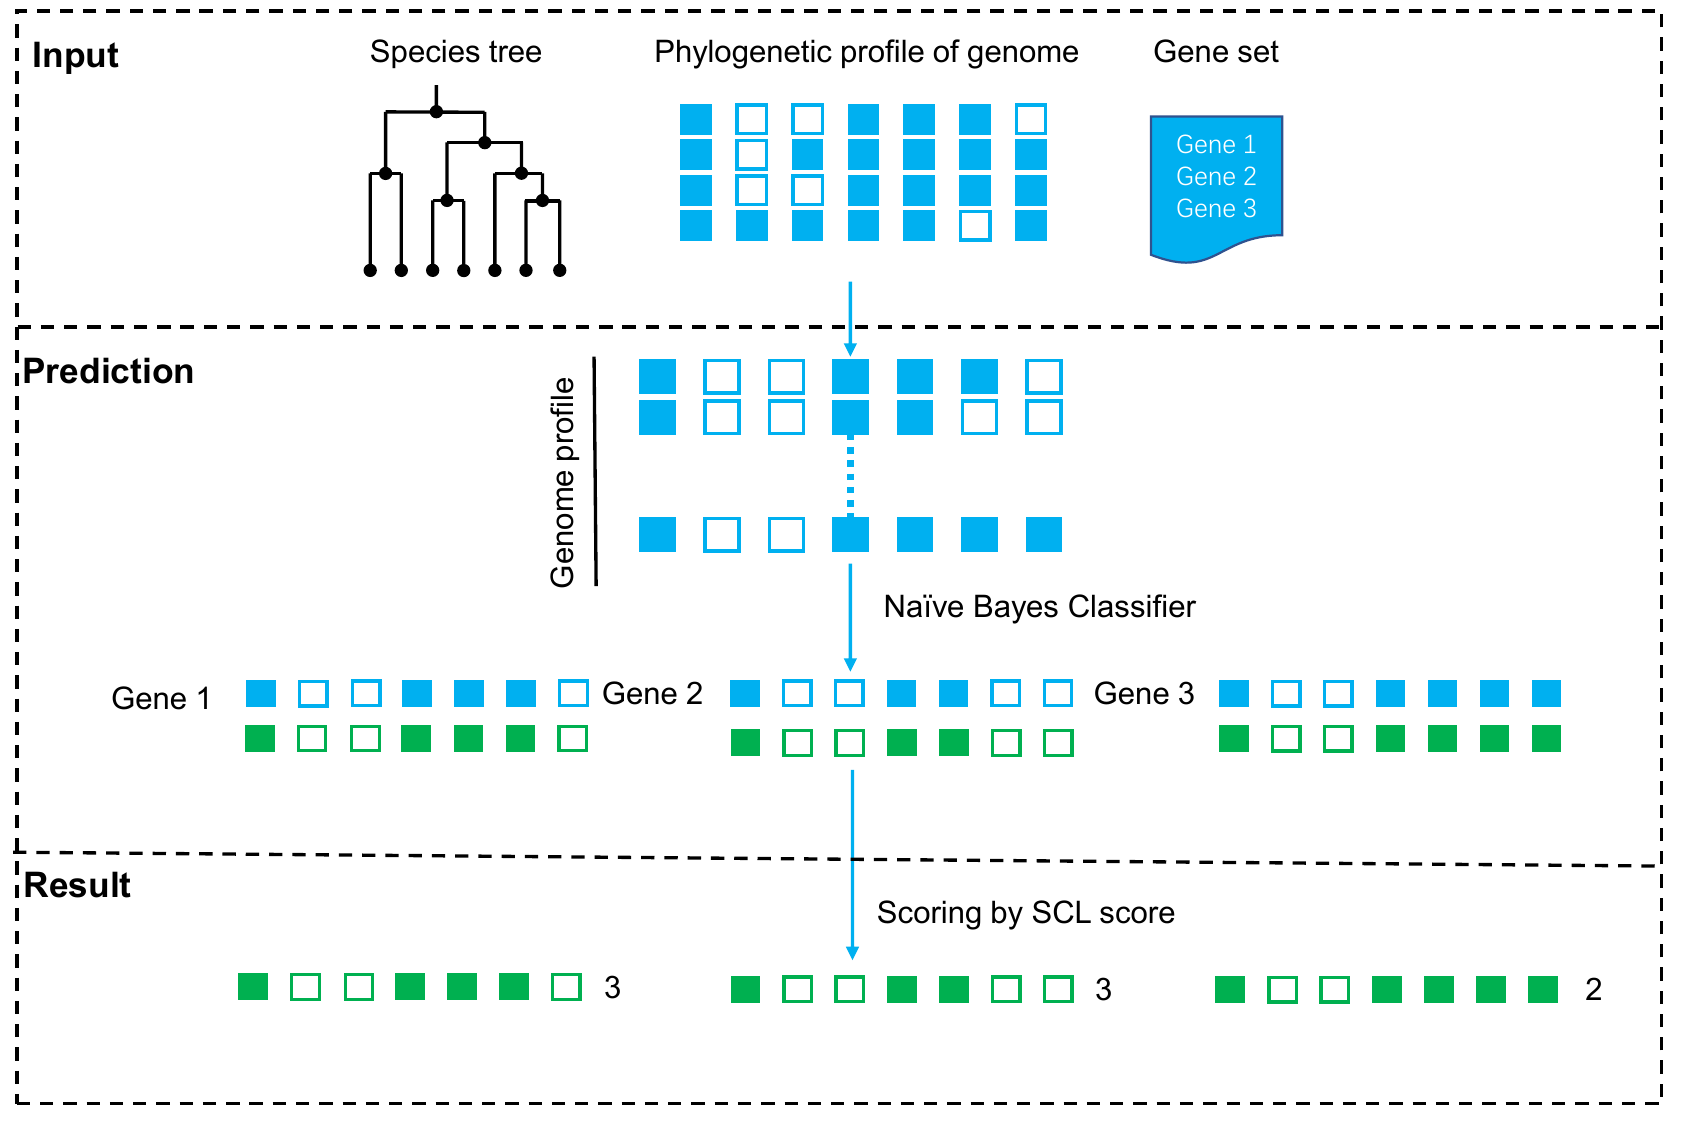 Input
Species tree
Phylogenetic profile of genome
Gene set
Gene 1
Gene 2
Gene 3
Prediction
Genome profile
Naïve Bayes Classifier
Gene 1
Gene 2
Gene 3
Result
Scoring by SCL score
3
3
2